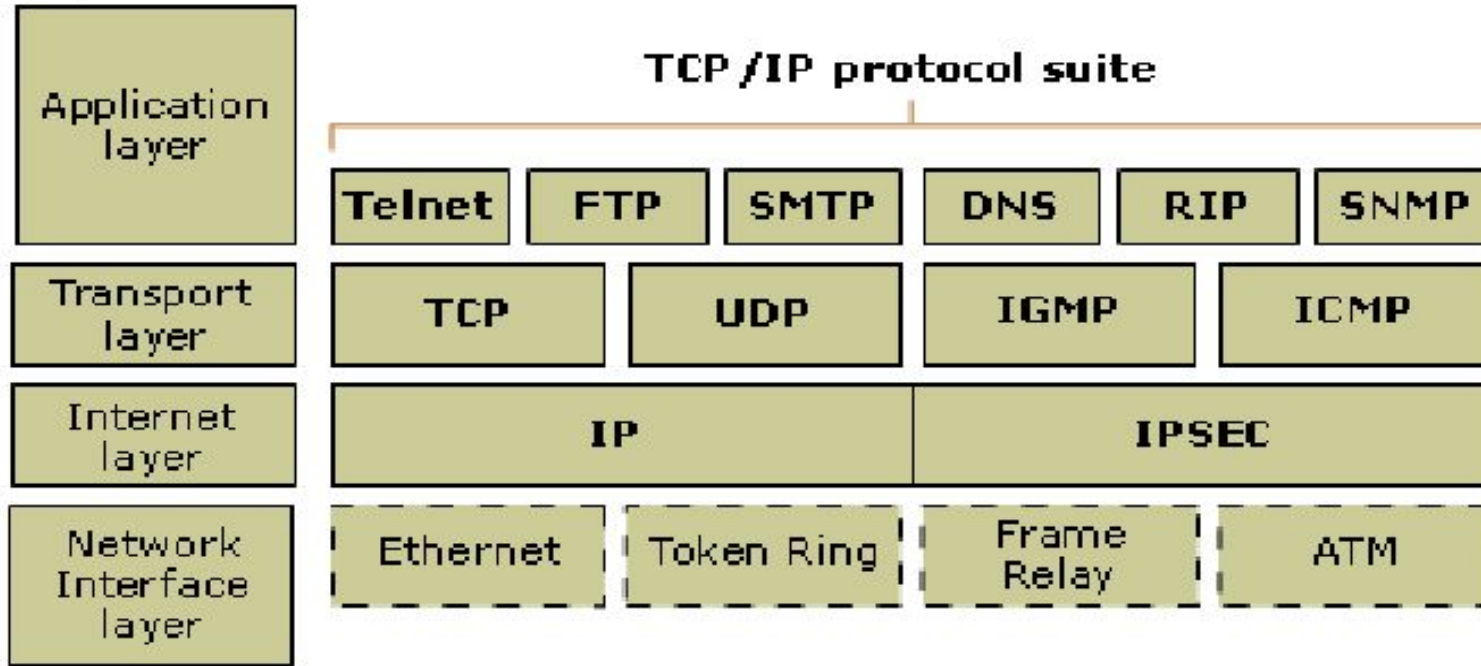 TCP/IP protocol suite
Application
layer
Telnet FTP SMTP DNS RIP SNMP
Transport
layer
TCP UDP IGMP ICMP
Internet
layer
IP IPSEC
Network
Interface
layer
Ethernet Token Ring Frame
Relay ATM